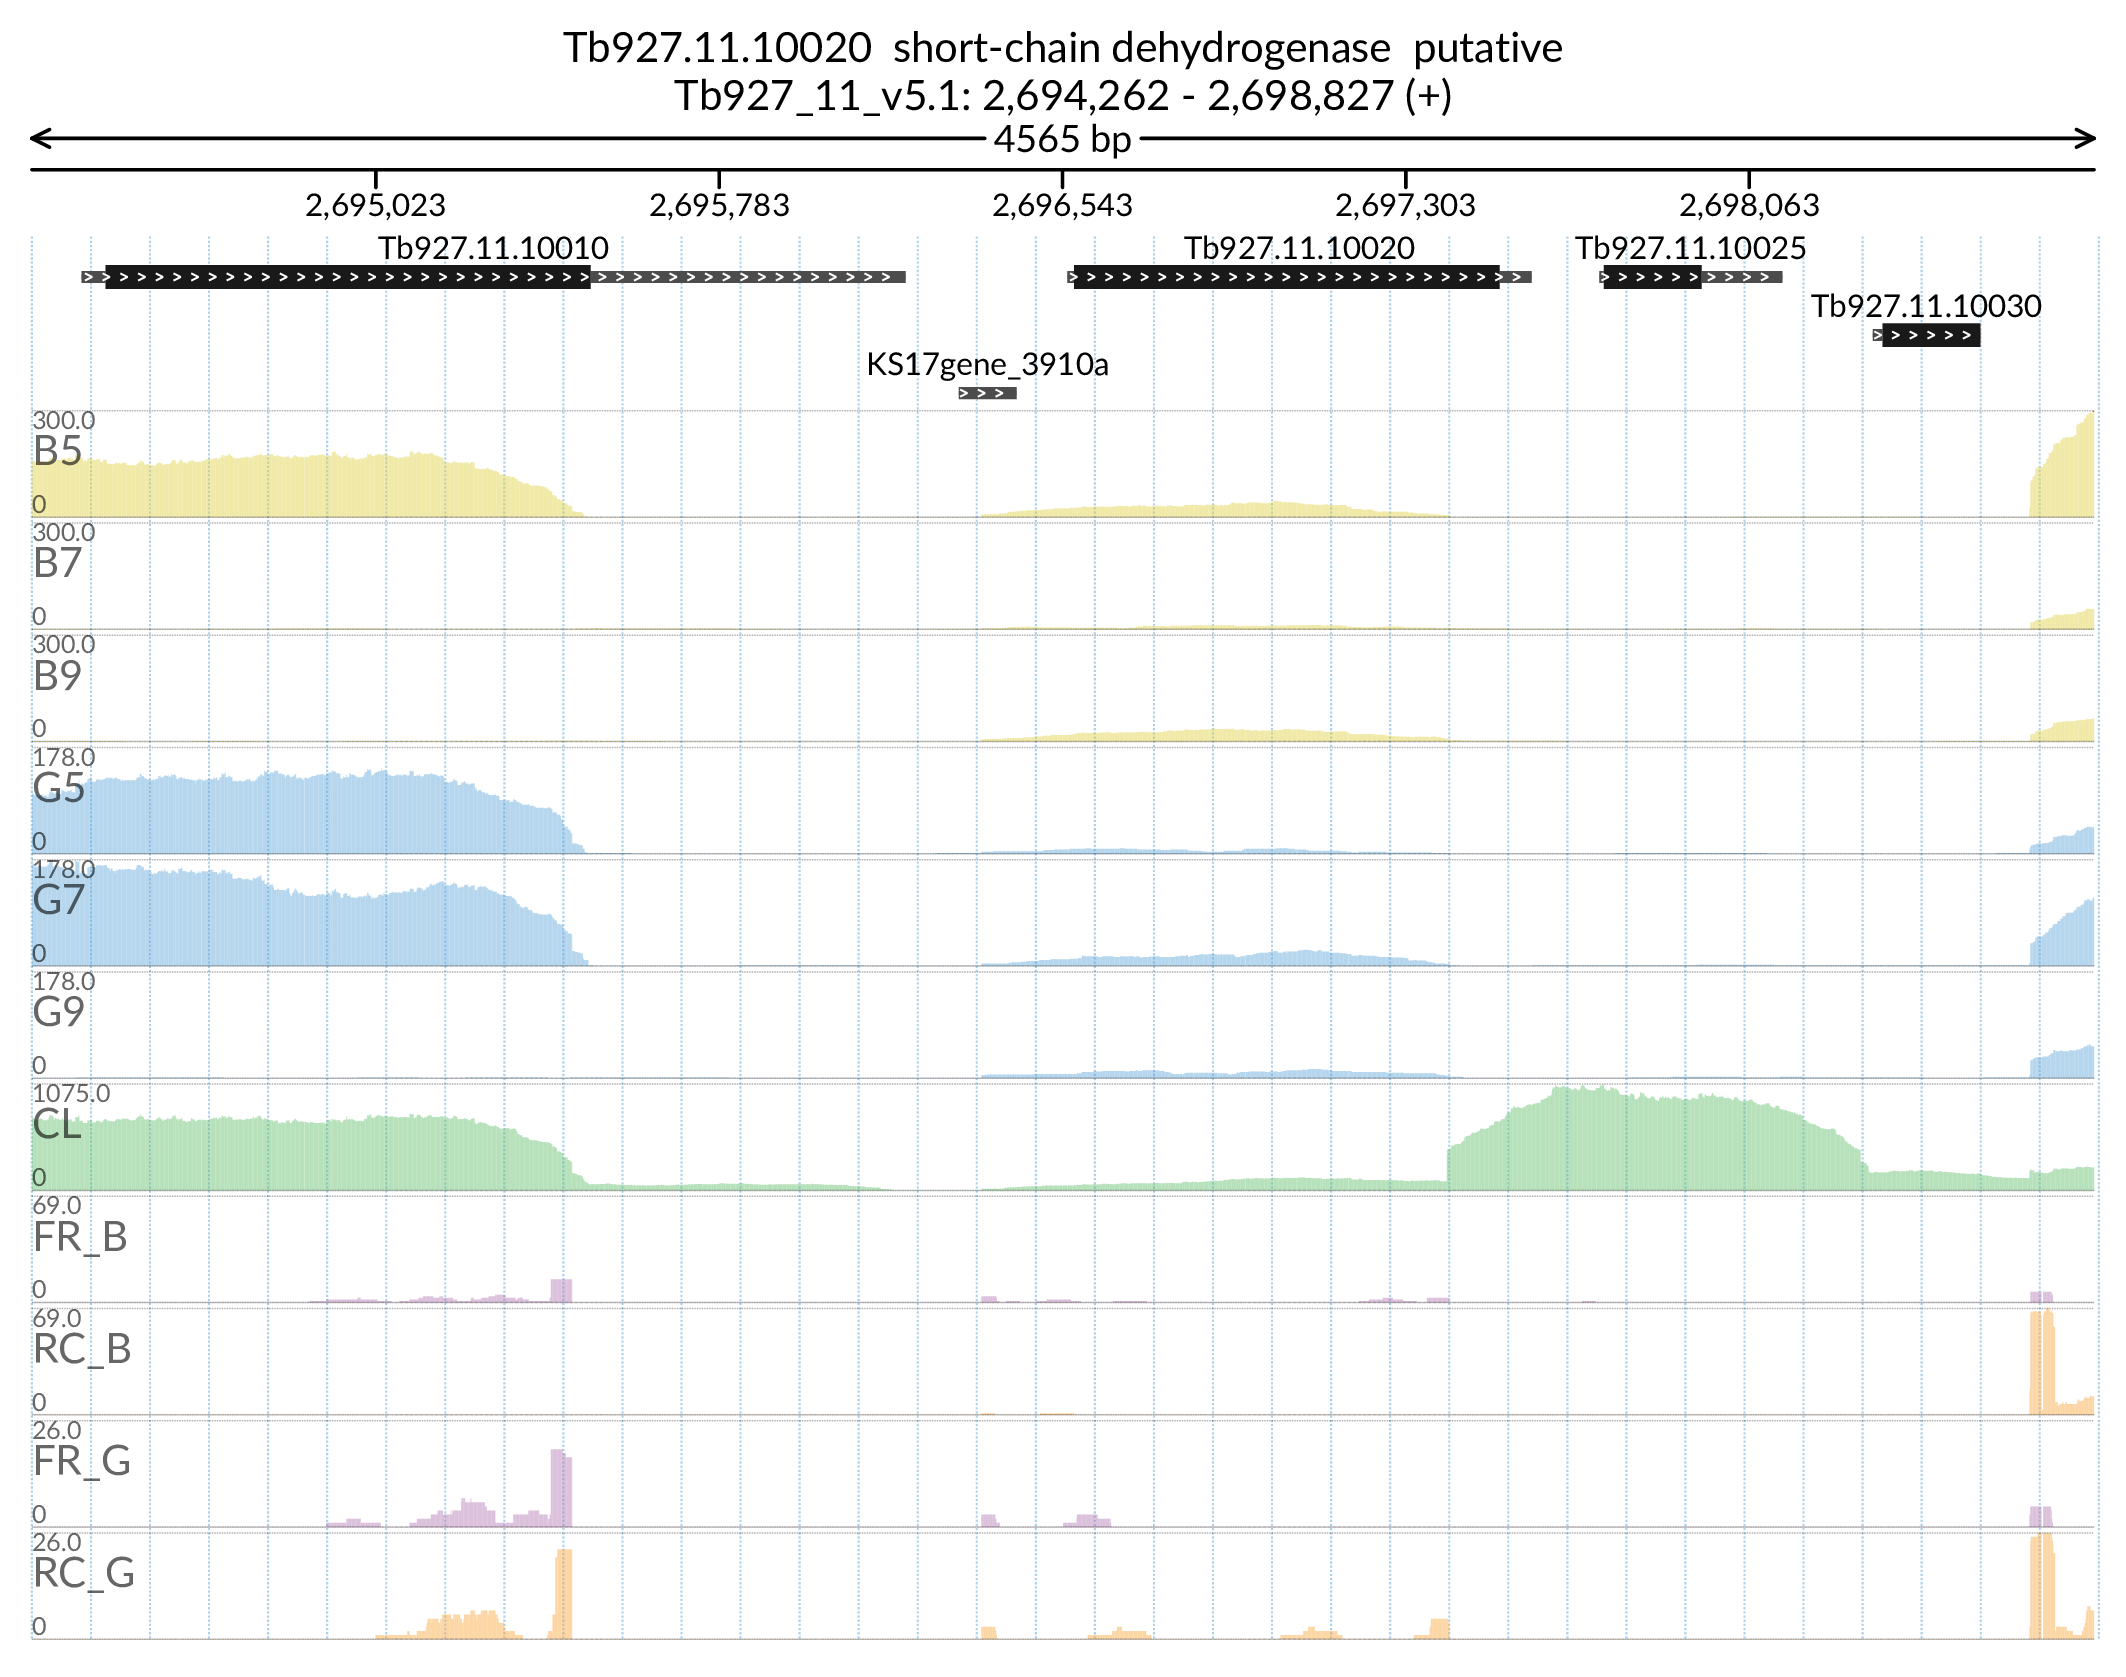 Tb927.11.10020  short-chain dehydrogenase  putative
Tb927_11_v5.1: 2,694,262 - 2,698,827 (+)
4565 bp
2,695,023 2,695,783 2,696,543 2,697,303 2,698,063
Tb927.11.10010 Tb927.11.10020 Tb927.11.10025
Tb927.11.10030
KS17gene_3910a
300.0
B5
0
300.0
B7
0
300.0
B9
0
178.0
G5
0
178.0
G7
0
178.0
G9
0
1075.0
CL
0
69.0
FR_B
0
69.0
RC_B
0
26.0
FR_G
0
26.0
RC_G
0